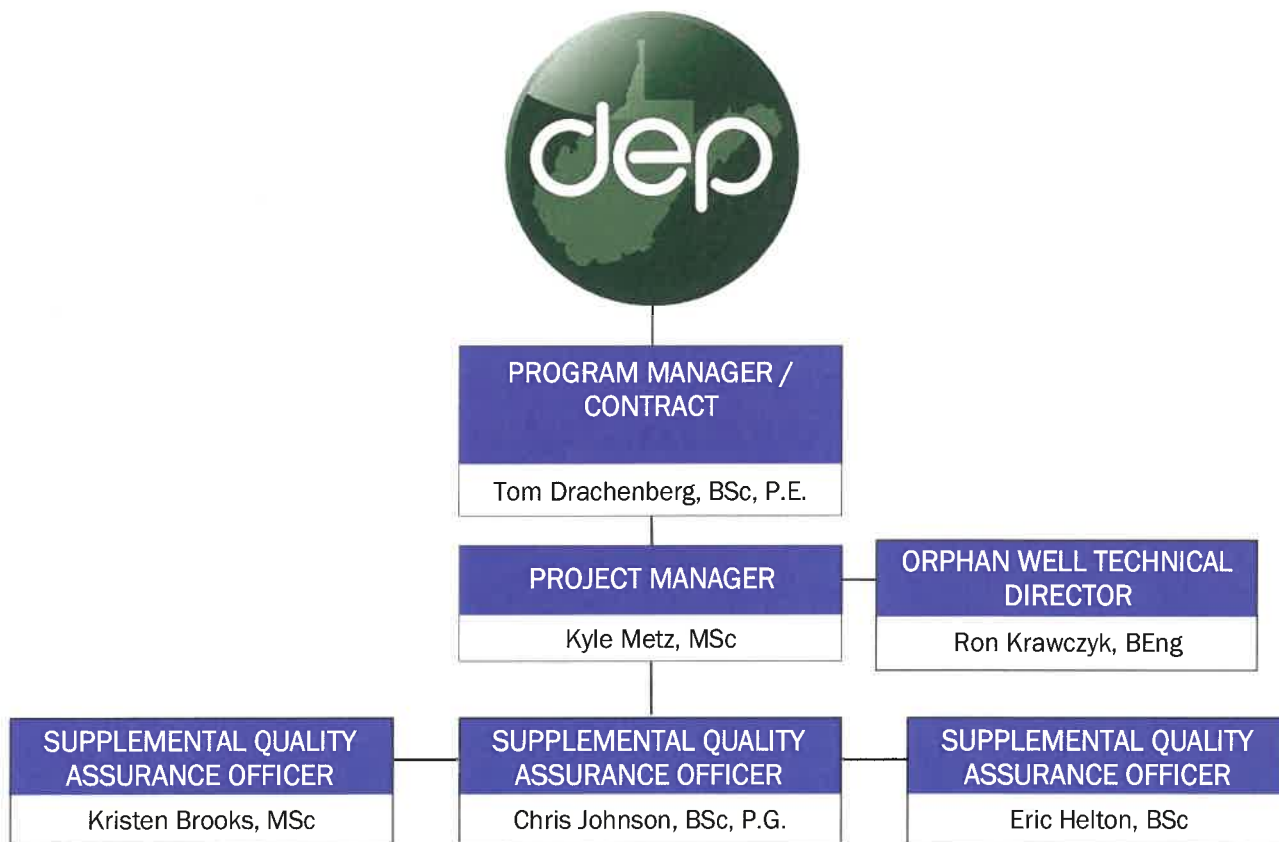 dep
PROGRAM MANAGER /
CONTRACT
Tom Drachenberg, BSc, P.E.
PROJECT MANAGER
Kyle Metz, MSc
ORPHAN WELL TECHNICAL
DIRECTOR
Ron Krawczyk, BEng
SUPPLEMENTAL QUALITY
ASSURANCE OFFICER
Kristen Brooks, MSc
SUPPLEMENTAL QUALITY
ASSURANCE OFFICER
Chris Johnson, BSc, P.G.
SUPPLEMENTAL QUALITY
ASSURANCE OFFICER
Eric Helton, BSc